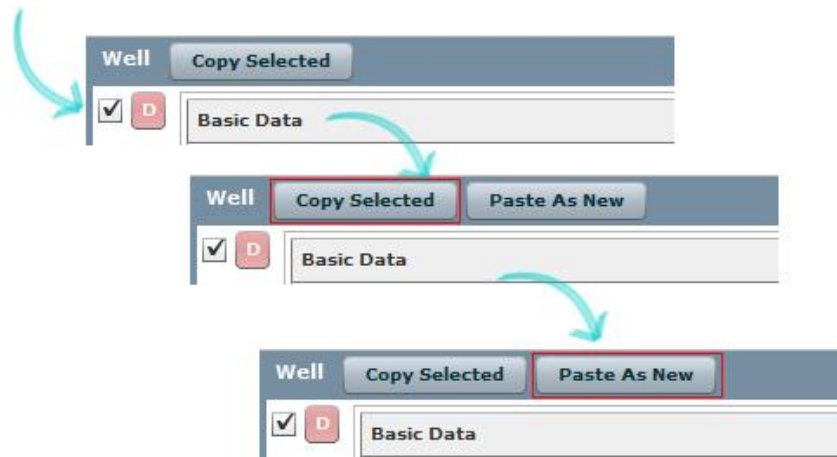 Well Copy Selected
D Basic Data
Well Copy Selected Paste As New
D Basic Data
Well Copy Selected Paste As New
D Basic Data